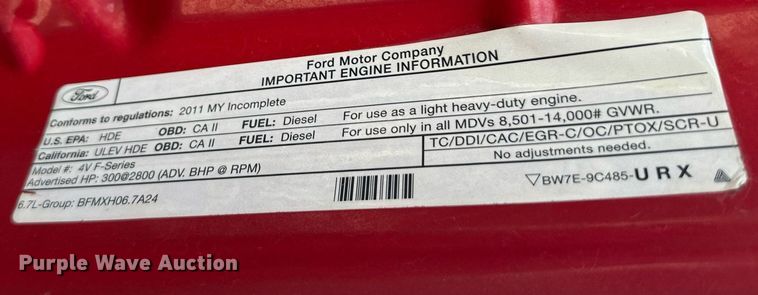 Ford
Ford Motor Company
IMPORTANT ENGINE INFORMATION
Conforms to regulations: 2011 MY Incomplete
U.S. EPA: HDE OBD: CA II FUEL: Diesel For use as a light heavy-duty engine.
California: ULEV HDE OBD: CA II FUEL: Diesel For use only in all MDVs 8,501-14,000# GVWR.
Model #: 4V F-Series TC/DDI/CAC/EGR-C/OC/PTOX/SCR-U
Advertised HP: 300@2800 (ADV. BHP @ RPM) No adjustments needed.
6.7L-Group: BFMXH06.7A24 BW7E-9C485-URX
Purple Wave Auction